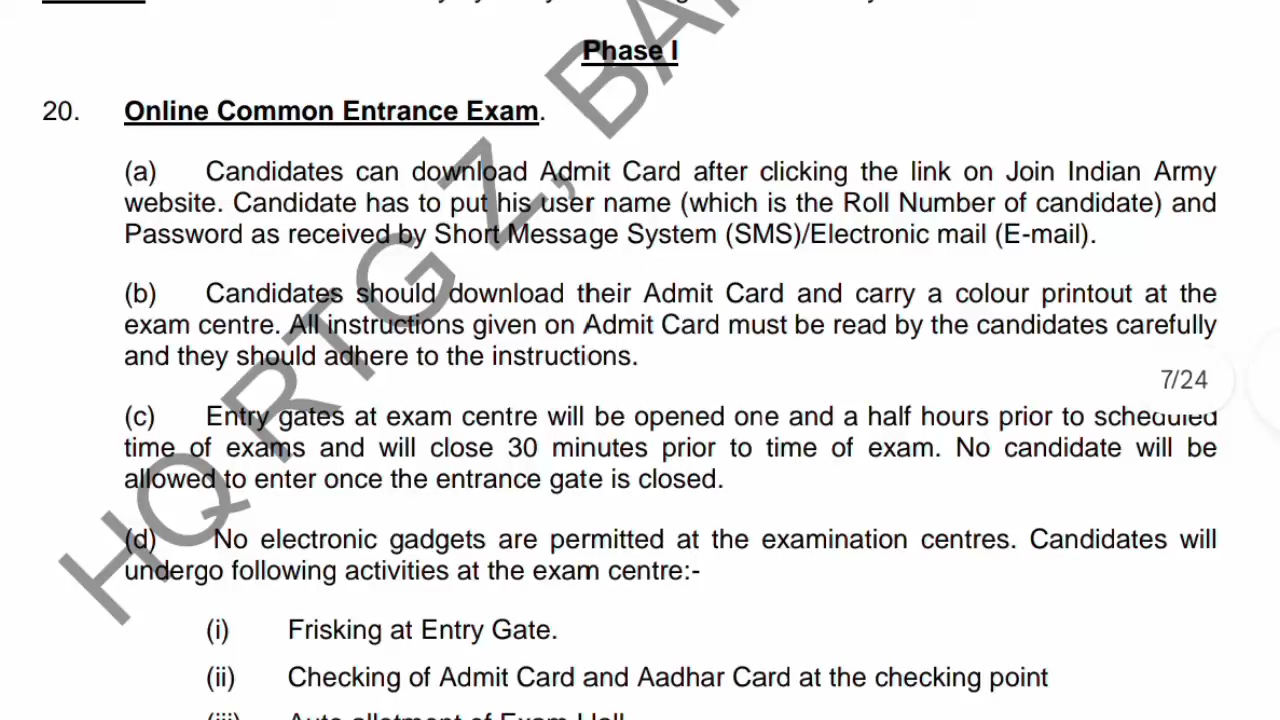 Phase I
20. Online Common Entrance Exam.
(a) Candidates can download Admit Card after clicking the link on Join Indian Army
website. Candidate has to put his user name (which is the Roll Number of candidate) and
Password as received by Short Message System (SMS)/Electronic mail (E-mail).
(b) Candidates should download their Admit Card and carry a colour printout at the
exam centre. All instructions given on Admit Card must be read by the candidates carefully
and they should adhere to the instructions.
7/24
(c) Entry gates at exam centre will be opened one and a half hours prior to scheduled
time of exams and will close 30 minutes prior to time of exam. No candidate will be
allowed to enter once the entrance gate is closed.
(d) No electronic gadgets are permitted at the examination centres. Candidates will
undergo following activities at the exam centre:-
(i) Frisking at Entry Gate.
(ii) Checking of Admit Card and Aadhar Card at the checking point
(iii) Auto allotment of Exam Hall
HQ RTG Z,